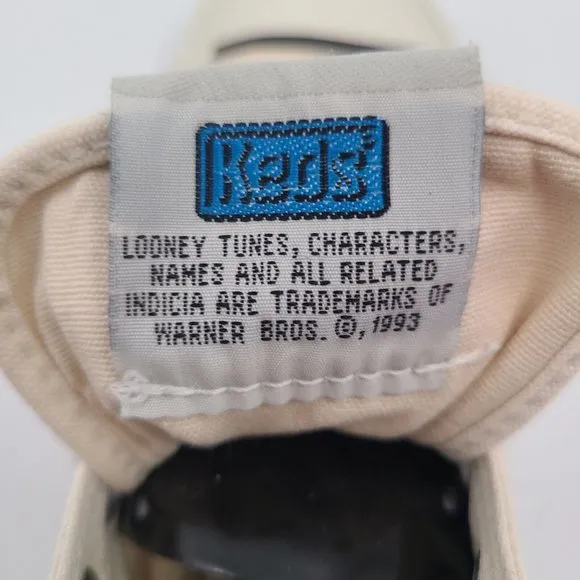 Keds®
LOONEY TUNES, CHARACTERS,
NAMES AND ALL RELATED
INDICIA ARE TRADEMARKS OF
WARNER BROS. ©, 1993